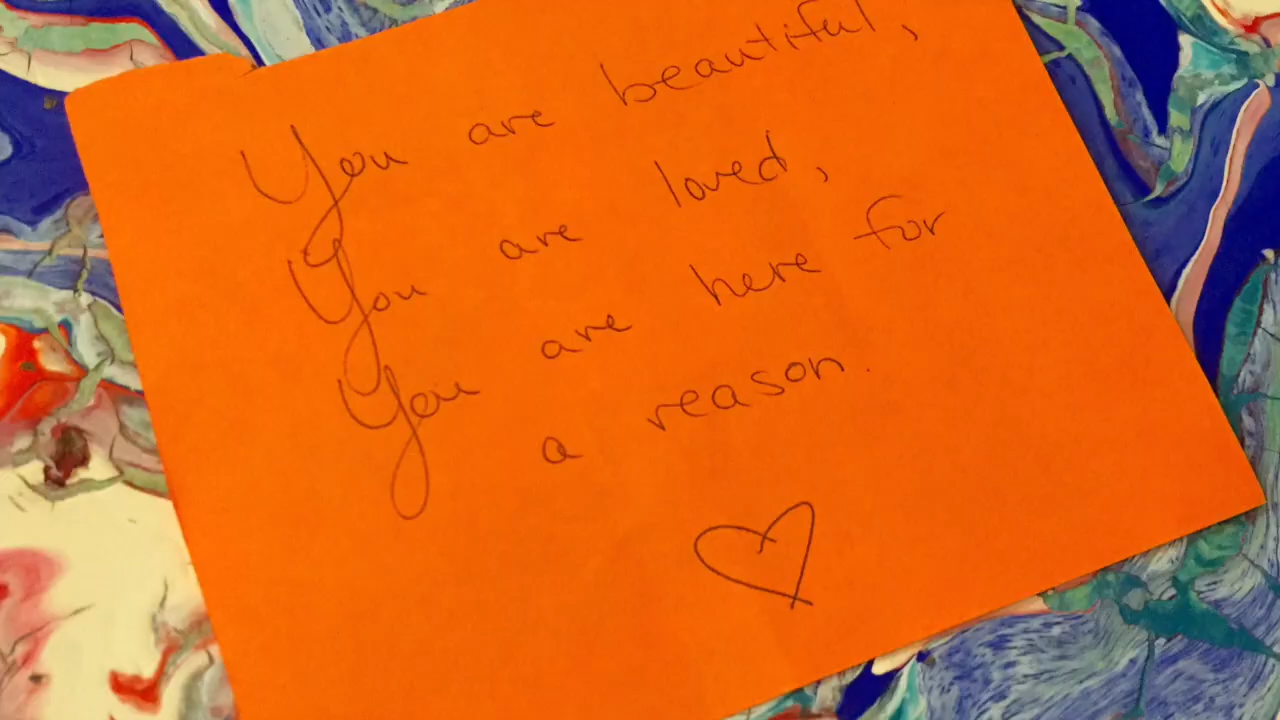 You are beautiful,
You are loved,
You are here for
a reason.